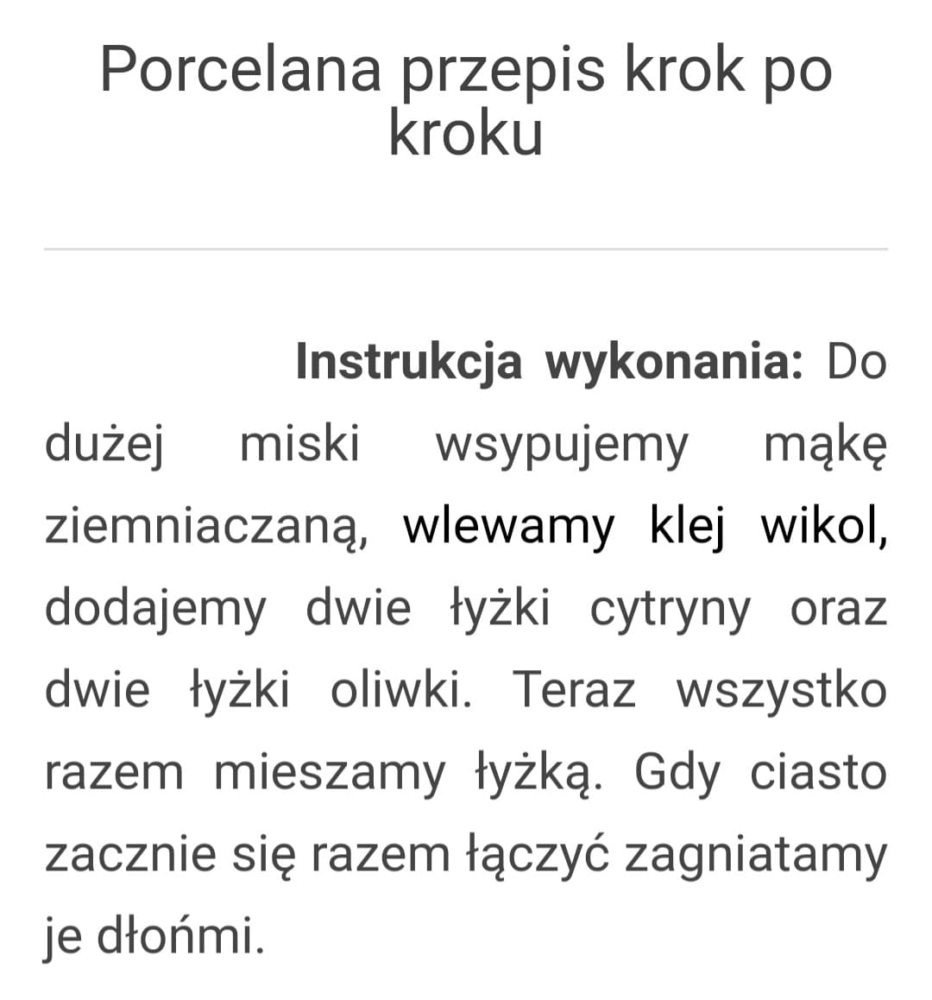 Porcelana przepis krok po
kroku
Instrukcja wykonania: Do
dużej miski wsypujemy mąkę
ziemniaczaną, wlewamy klej wikol,
dodajemy dwie łyżki cytryny oraz
dwie łyżki oliwki. Teraz wszystko
razem mieszamy łyżką. Gdy ciasto
zacznie się razem łączyć zagniatamy
je dłońmi.